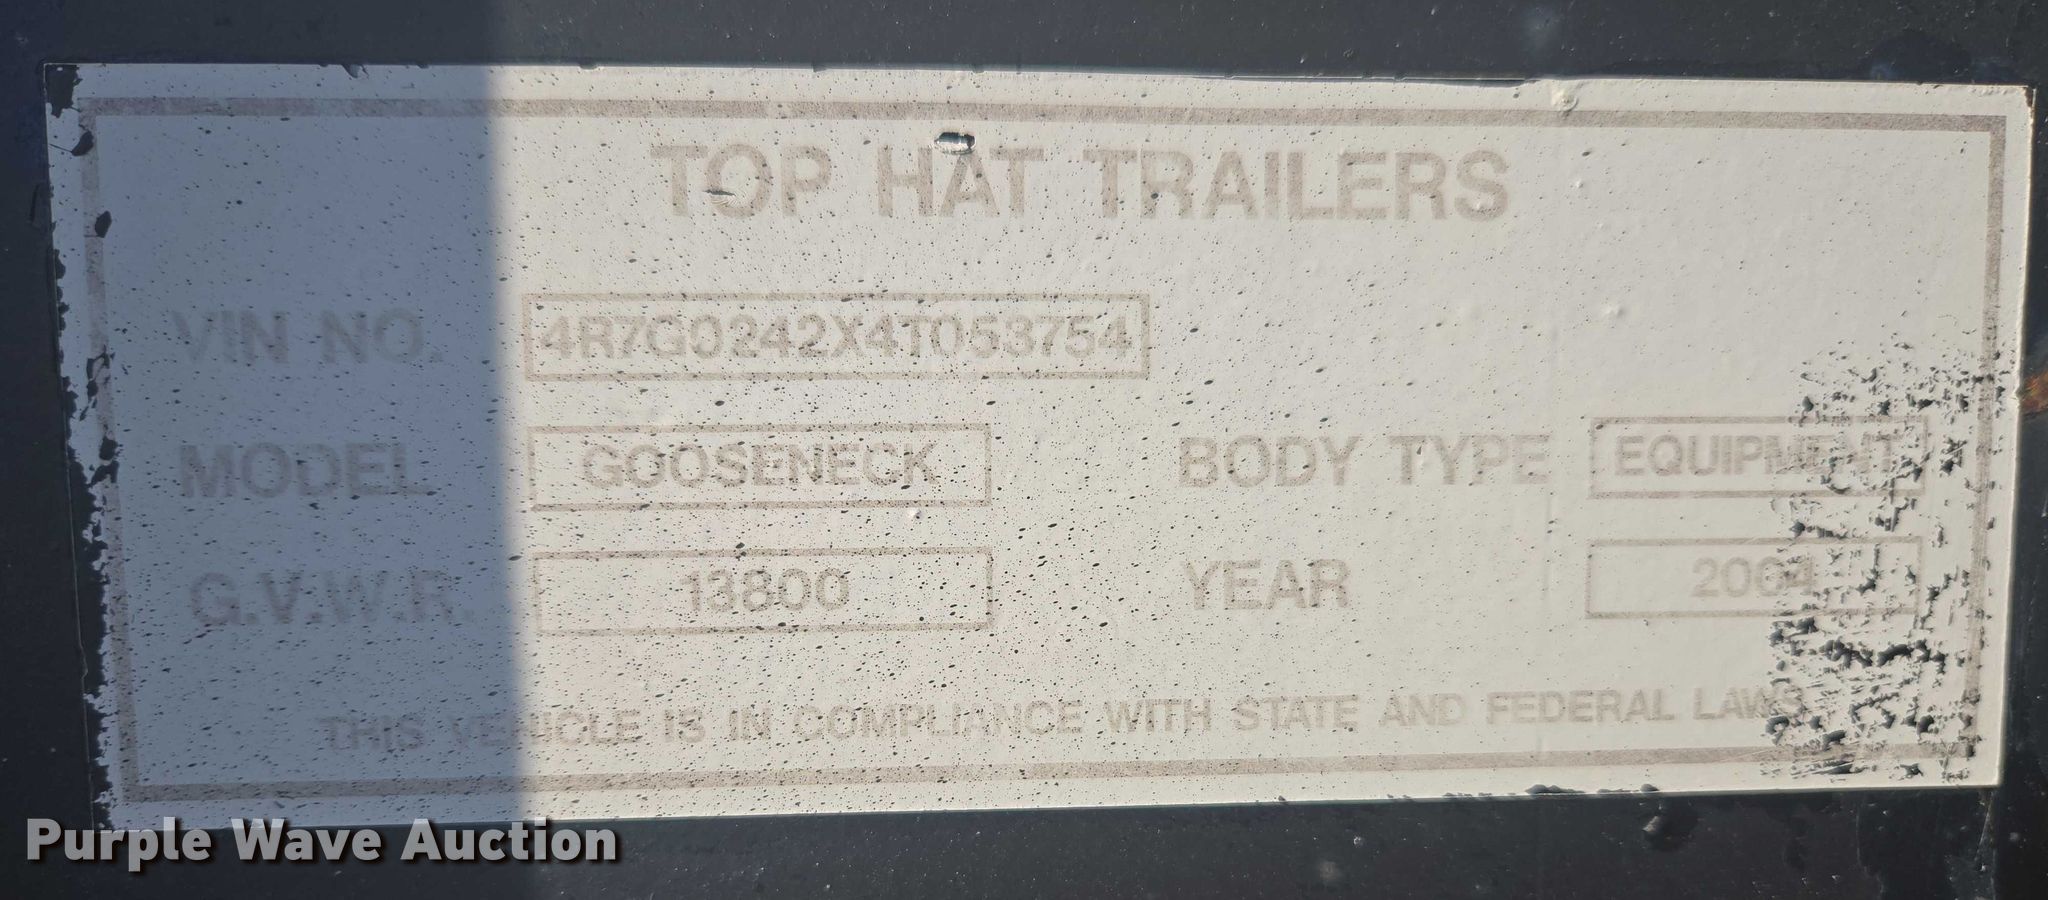 TOP HAT TRAILERS
VIN NO. 4R7G0242X4T053754
MODEL GOOSENECK BODY TYPE EQUIPMENT
G.V.W.R. 13800 YEAR 2004
THIS VEHICLE IS IN COMPLIANCE WITH STATE AND FEDERAL LAWS
Purple Wave Auction